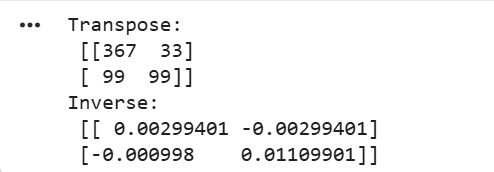 Transpose:
[[367  33]
[ 99  99]]
Inverse:
[[ 0.00299401 -0.00299401]
[-0.000998    0.01109901]]